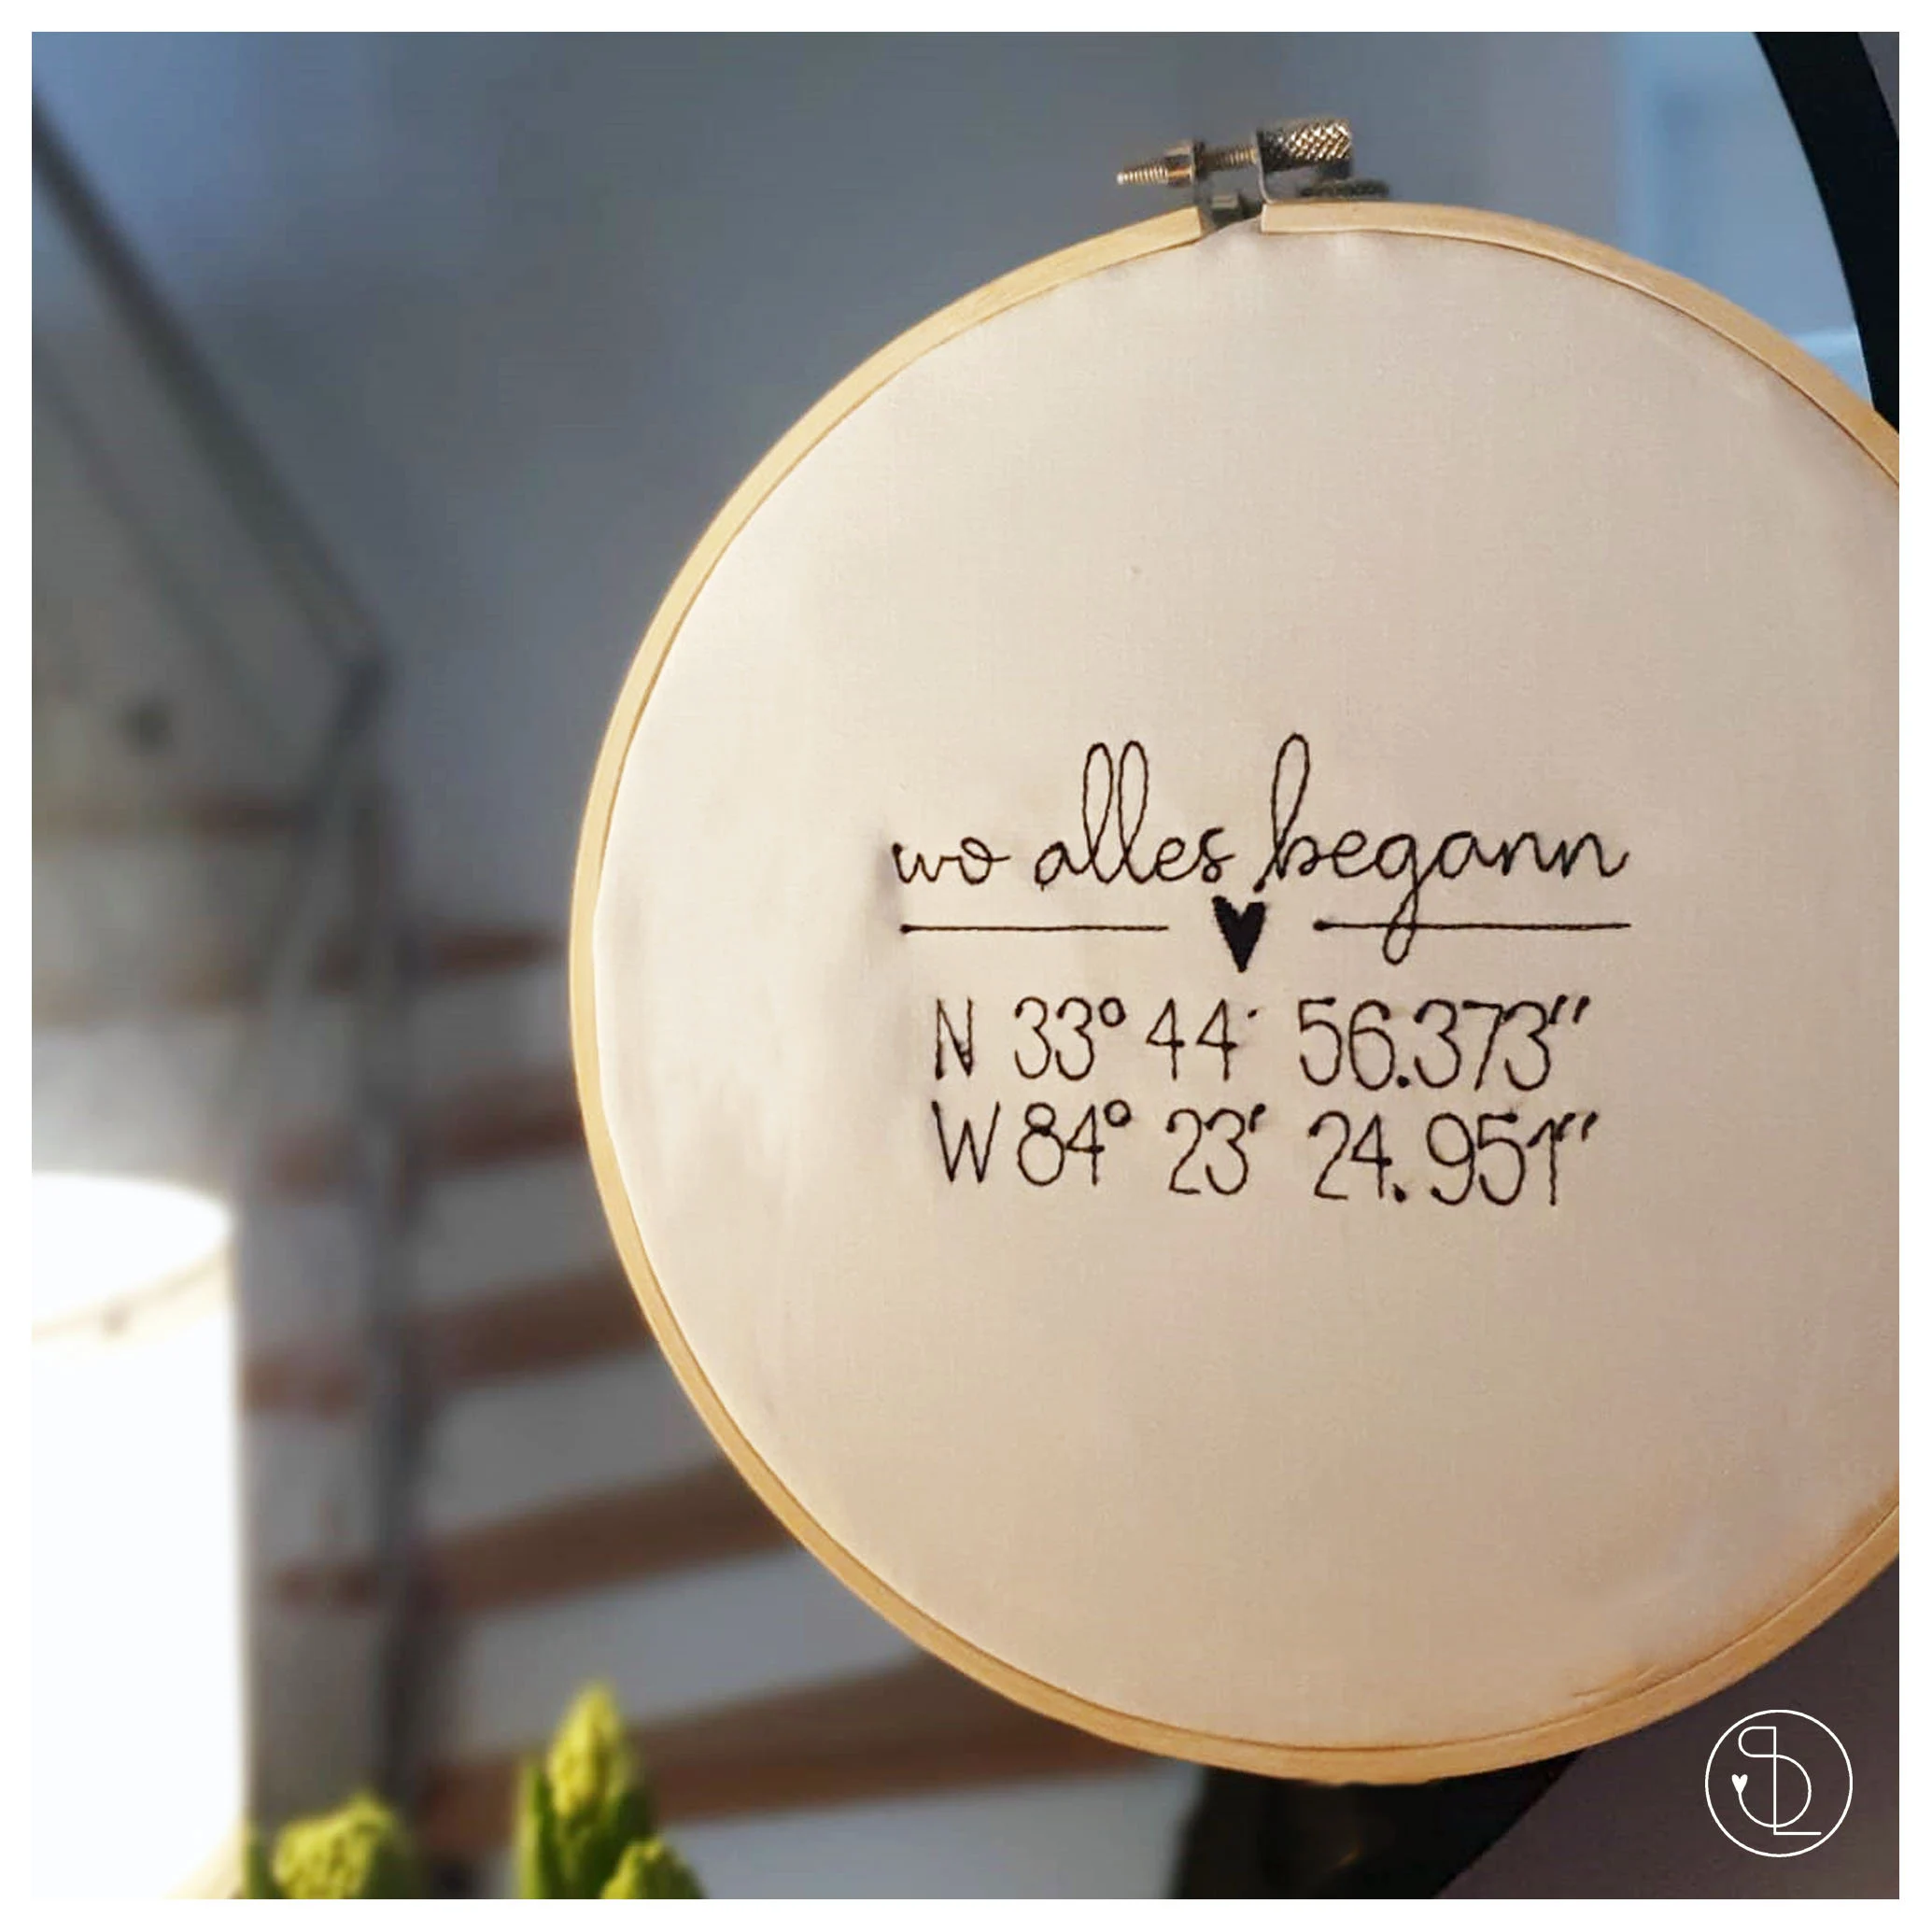 wo alles begann
N 33° 44' 56.373"
W 84° 23' 24.951"